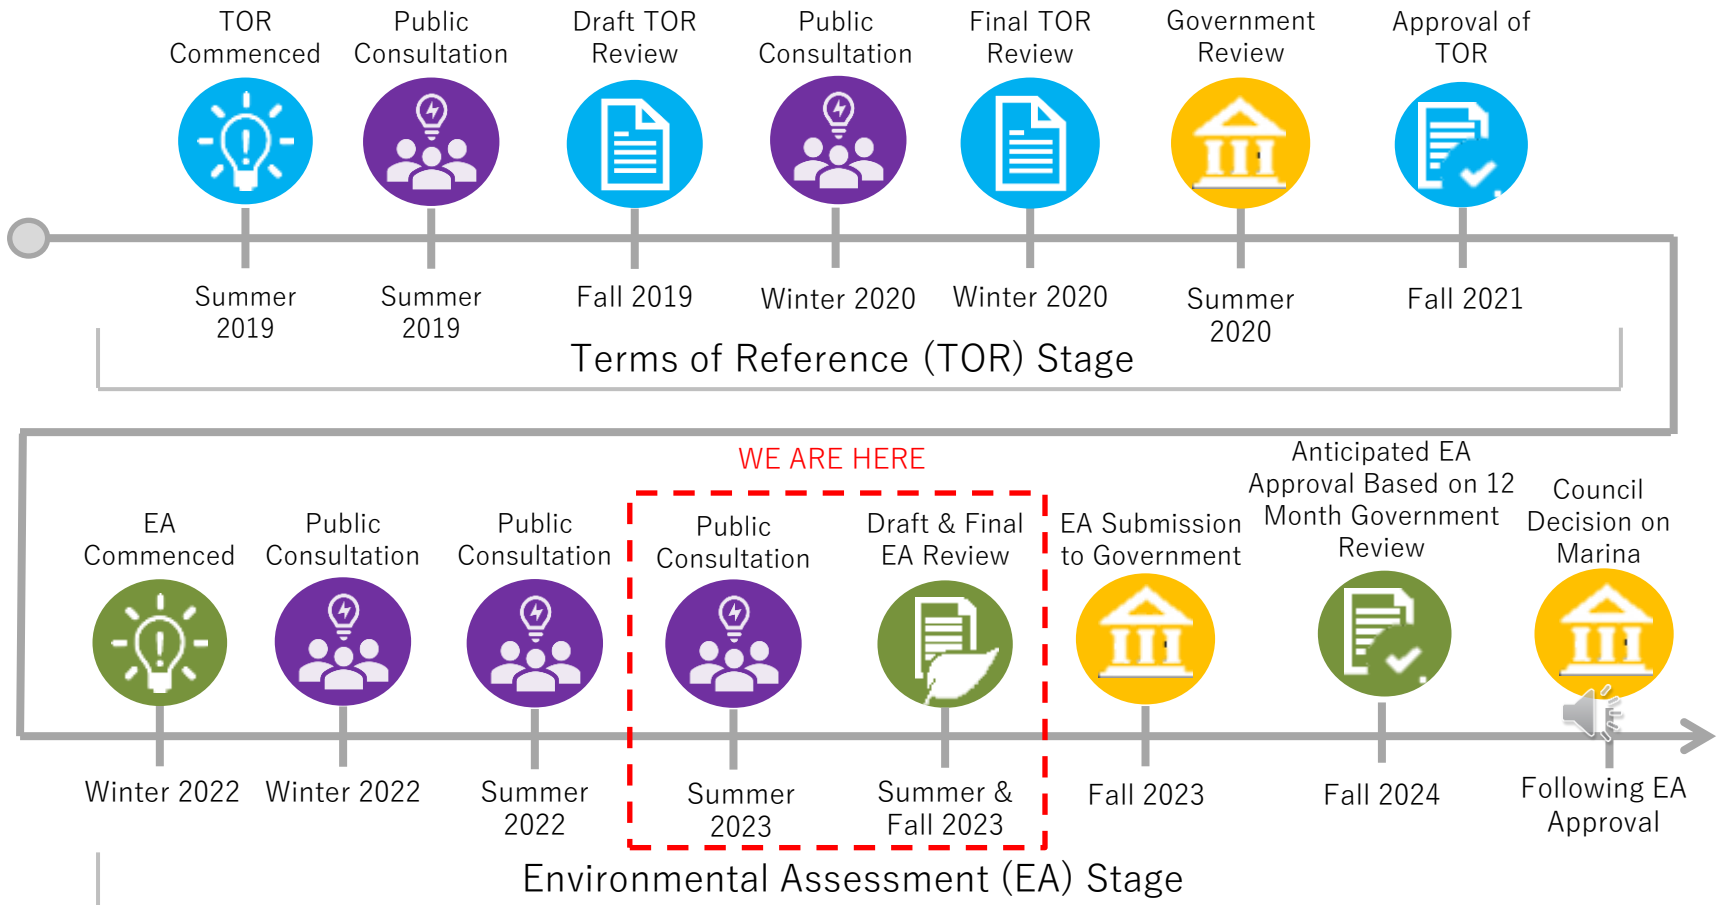 TOR
Commenced
Public
Consultation
Draft TOR
Review
Public
Consultation
Final TOR
Review
Government
Review
Approval of
TOR
Summer
2019
Summer
2019
Fall 2019
Winter 2020
Winter 2020
Summer
2020
Fall 2021
Terms of Reference (TOR) Stage
WE ARE HERE
EA
Commenced
Public
Consultation
Public
Consultation
Public
Consultation
Draft & Final
EA Review
EA Submission
to Government
Anticipated EA
Approval Based on 12
Month Government
Review
Council
Decision on
Marina
Winter 2022
Winter 2022
Summer
2022
Summer
2023
Summer &
Fall 2023
Fall 2023
Fall 2024
Following EA
Approval
Environmental Assessment (EA) Stage